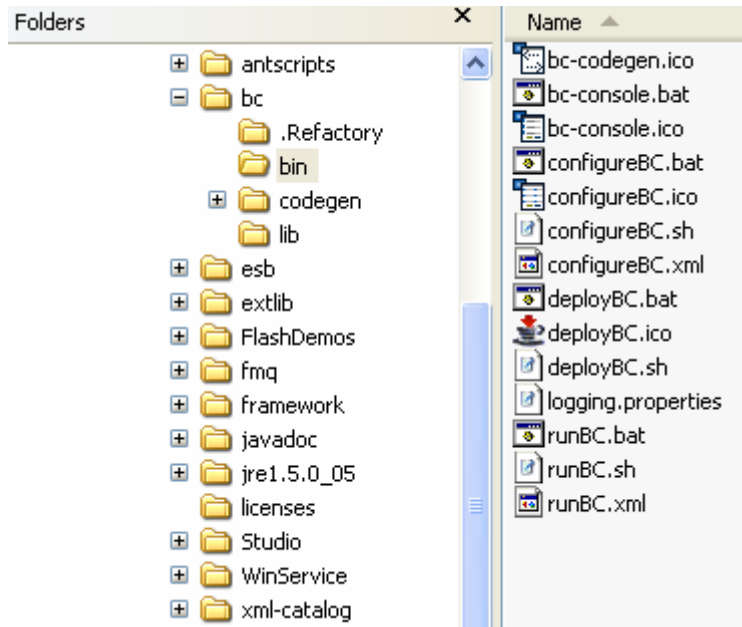 Folders
antscripts
bc
.Refactory
bin
codegen
lib
esb
extlib
FlashDemos
fmq
framework
javadoc
jre1.5.0_05
licenses
Studio
WinService
xml-catalog
Name
bc-codegen.ico
bc-console.bat
bc-console.ico
configureBC.bat
configureBC.ico
configureBC.sh
configureBC.xml
deployBC.bat
deployBC.ico
deployBC.sh
logging.properties
runBC.bat
runBC.sh
runBC.xml